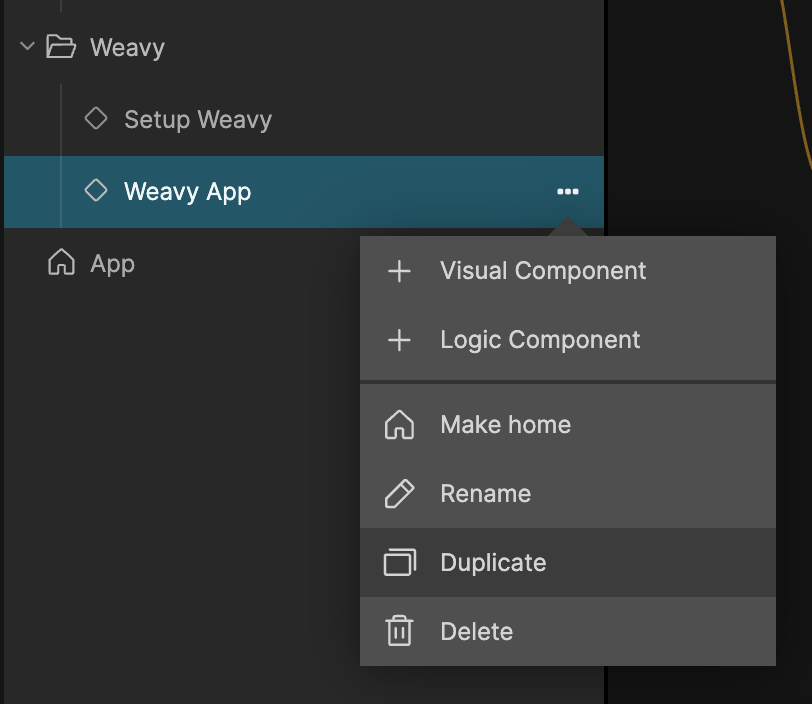 Weavy
Setup Weavy
Weavy App
App
Visual Component
Logic Component
Make home
Rename
Duplicate
Delete